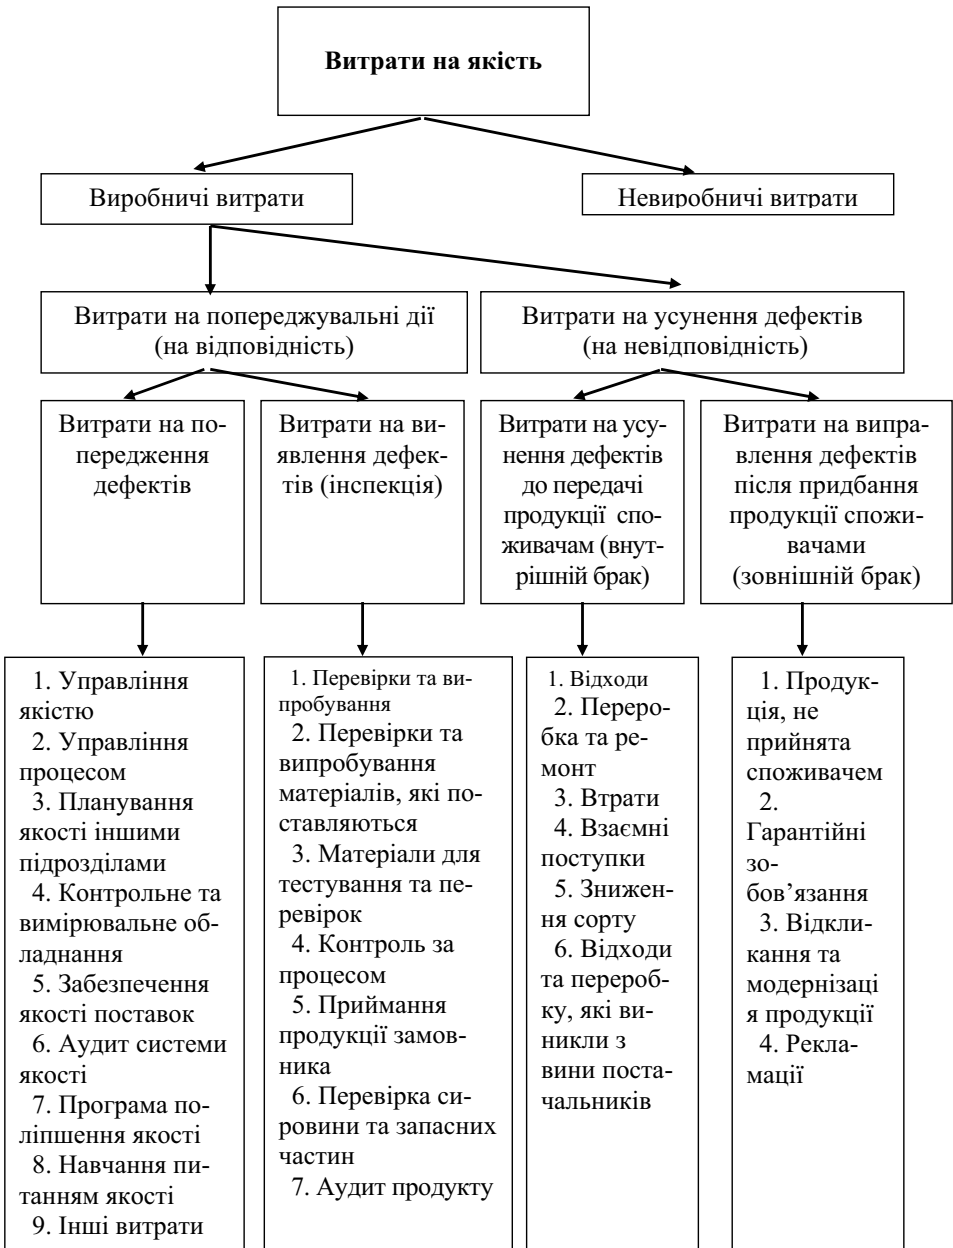 Витрати на якість
Виробничі витрати
Невиробничі витрати
Витрати на попереджувальні дії
(на відповідність)
Витрати на усунення дефектів
(на невідповідність)
Витрати на по-
передження
дефектів
Витрати на ви-
явлення дефек-
тів (інспекція)
Витрати на усу-
нення дефектів
до передачі
продукції спо-
живачам (внут-
рішній брак)
Витрати на випра-
влення дефектів
після придбання
продукції спожи-
вачами
(зовнішній брак)
1. Управління
якістю
2. Управління
процесом
3. Планування
якості іншими
підрозділами
4. Контрольне та
вимірювальне об-
ладнання
5. Забезпечення
якості поставок
6. Аудит системи
якості
7. Програма по-
ліпшення якості
8. Навчання пи-
танням якості
9. Інші витрати
1. Перевірки та ви-
пробування
2. Перевірки та
випробування
матеріалів, які по-
ставляються
3. Матеріали для
тестування та пе-
ревірок
4. Контроль за
процесом
5. Приймання
продукції замов-
ника
6. Перевірка си-
ровини та запасних
частин
7. Аудит продукту
1. Відходи
2. Переро-
бка та ре-
монт
3. Втрати
4. Взаємні
поступки
5. Знижен-
ня сорту
6. Відходи
та перероб-
ку, які ви-
никли з
вини поста-
чальників
1. Продук-
ція, не
прийнята
споживачем
2.
Гарантійні
зо-
бов’язання
3. Відкли-
кання та
модернізаці
я продукції
4. Рекла-
мації